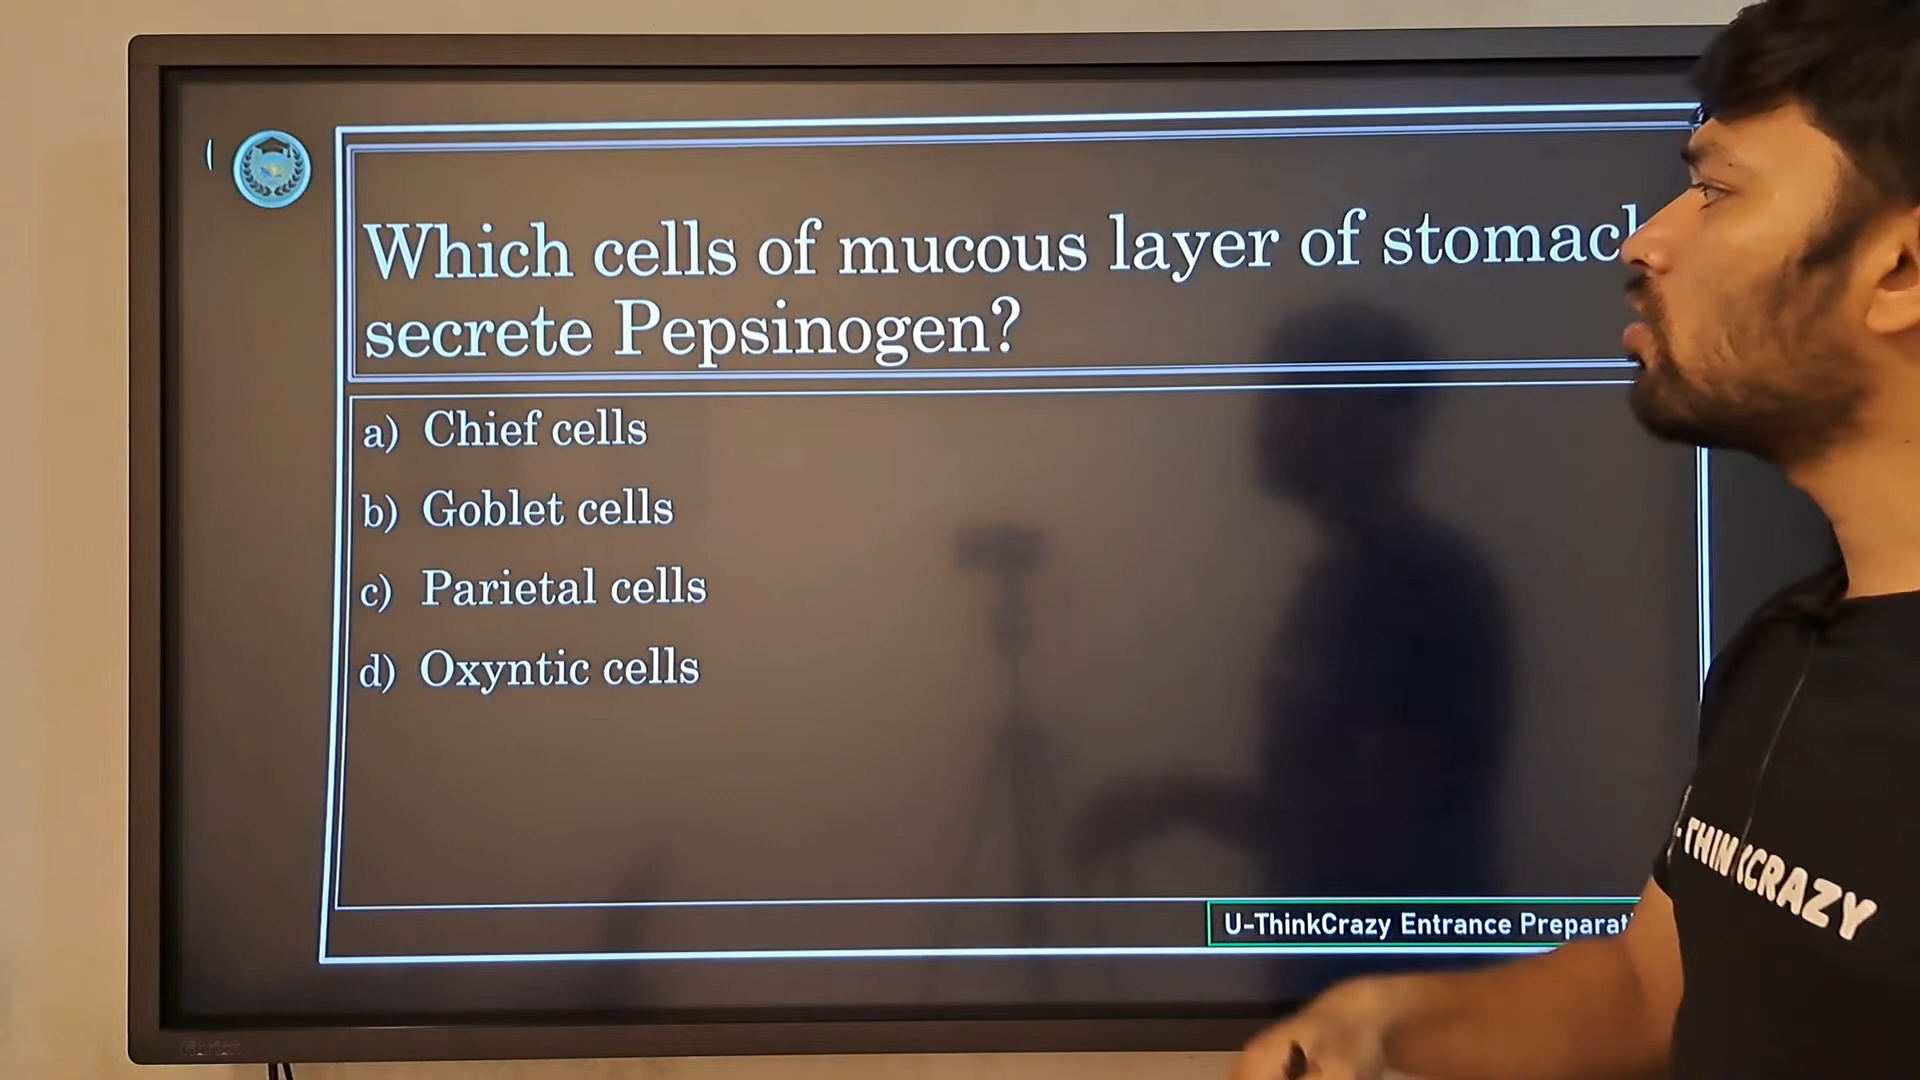 Which cells of mucous layer of stomach
secrete Pepsinogen?
a) Chief cells
b) Goblet cells
c) Parietal cells
d) Oxyntic cells
U-ThinkCrazy Entrance
THINKCRAZY